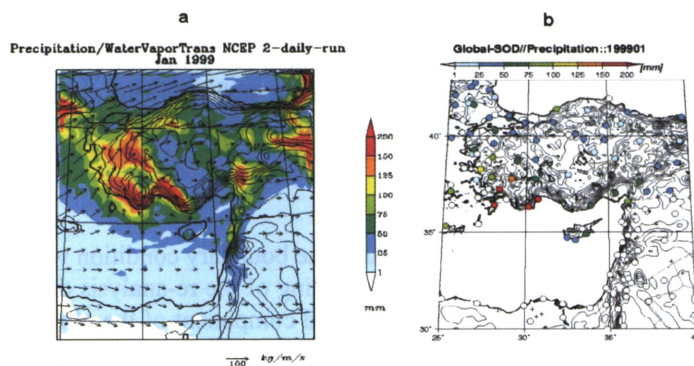 a
Precipitation/WaterVaporTrans NCEP 2-daily-run
Jan 1999
200
150
125
100
75
50
25
1
mm
100 kg/m/s
b
Global-SOD//Precipitation::199901
[mm]
1 25 50 75 100 125 150 200
40°
35°
30°
25° 30° 35° 40